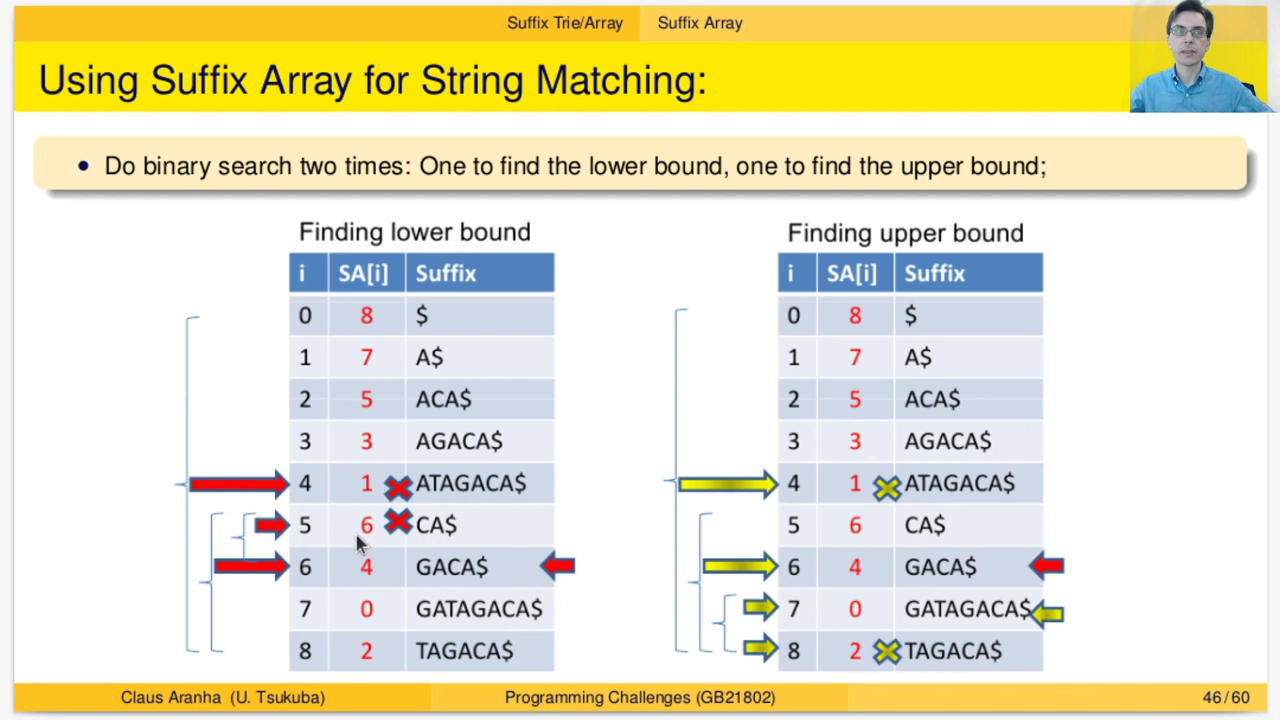 Suffix Trie/Array Suffix Array
Using Suffix Array for String Matching:
• Do binary search two times: One to find the lower bound, one to find the upper bound;
Finding lower bound
i SA[i] Suffix
0 8 $
1 7 A$
2 5 ACA$
3 3 AGACA$
4 1 ATAGACA$
5 6 CA$
6 4 GACA$
7 0 GATAGACA$
8 2 TAGACA$
Finding upper bound
i SA[i] Suffix
0 8 $
1 7 A$
2 5 ACA$
3 3 AGACA$
4 1 ATAGACA$
5 6 CA$
6 4 GACA$
7 0 GATAGACA$
8 2 TAGACA$
Claus Aranha (U. Tsukuba) Programming Challenges (GB21802) 46/60